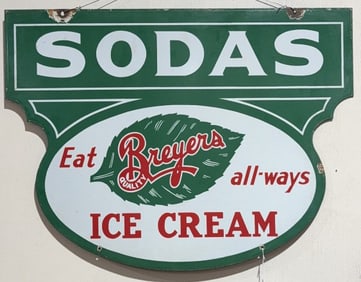 SODAS
Eat Breyers all-ways
QUALITY
ICE CREAM